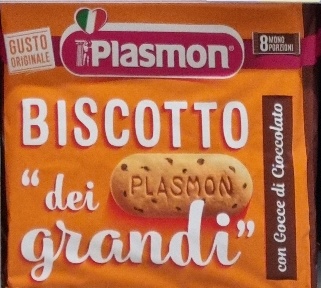 GUSTO
ORIGINALE
Plasmon
8 MONO
PORZIONI
BISCOTTO
"dei
PLASMON
grandi"
con Gocce di Cioccolato